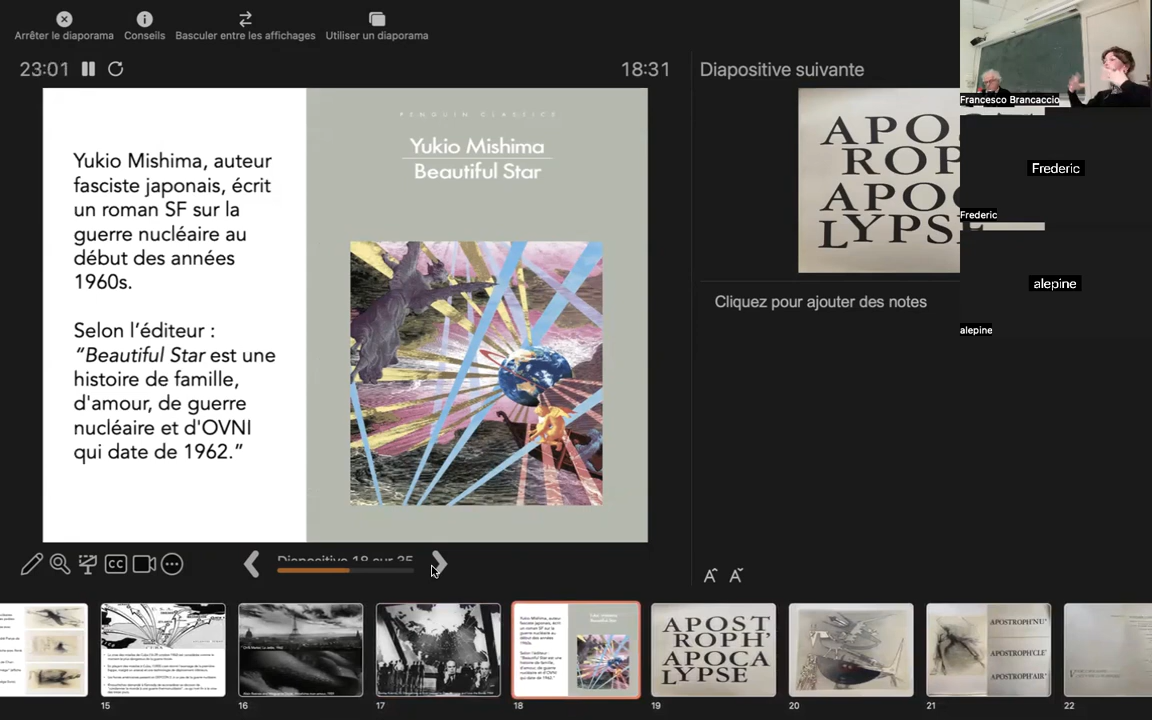 Arrêter le diaporama
Conseils
Basculer entre les affichages
Utiliser un diaporama
23:01
18:31
Diapositive suivante
Francesco Brancaccio
Yukio Mishima, auteur
fasciste japonais, écrit
un roman SF sur la
guerre nucléaire au
début des années
1960s.
Selon l’éditeur :
“Beautiful Star est une
histoire de famille,
d'amour, de guerre
nucléaire et d'OVNI
qui date de 1962.”
PENGUIN CLASSICS
Yukio Mishima
Beautiful Star
APO
ROP
APO
LYPS
Frederic
Frederic
alepine
alepine
Cliquez pour ajouter des notes
CC
Diapositive 18 sur 35
APOST
ROPH'
APOCA
LYPSE
APOSTROPH'NU'
APOSTROPH'CLE'
APOSTROPH'AIR'
15
16
17
18
19
20
21
22